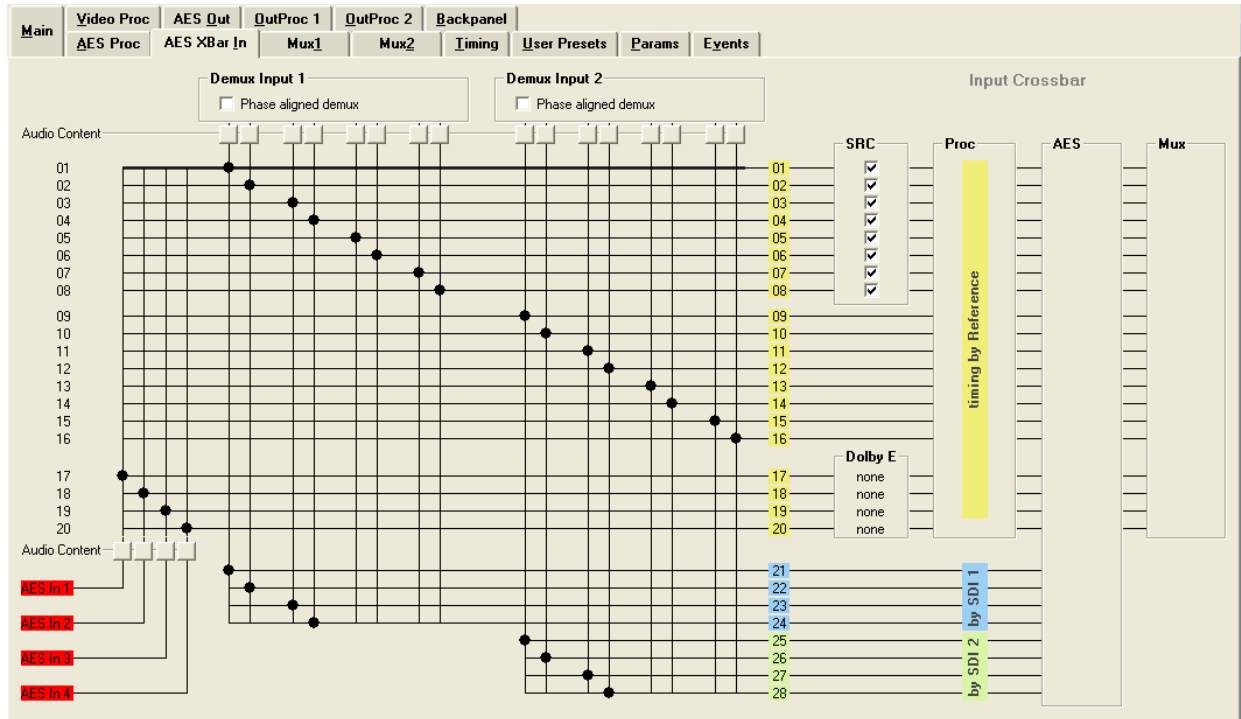 Main
Video Proc AES Out OutProc 1 OutProc 2 Backpanel
AES Proc AES XBar In Mux1 Mux2 Timing User Presets Params Events
Demux Input 1 Demux Input 2 Input Crossbar
Phase aligned demux Phase aligned demux
Audio Content
SRC Proc AES Mux
01 01
02 02
03 03
04 04
05 05
06 06
07 07
08 08
09 09
10 10
11 11
12 12
13 13
14 14
15 15
16 16
timing by Reference
Dolby E
17 17 none
18 18 none
19 19 none
20 20 none
Audio Content
21
AES In 1 22
23
AES In 2 24
by SDI 1
25
AES In 3 26
27
AES In 4 28
by SDI 2